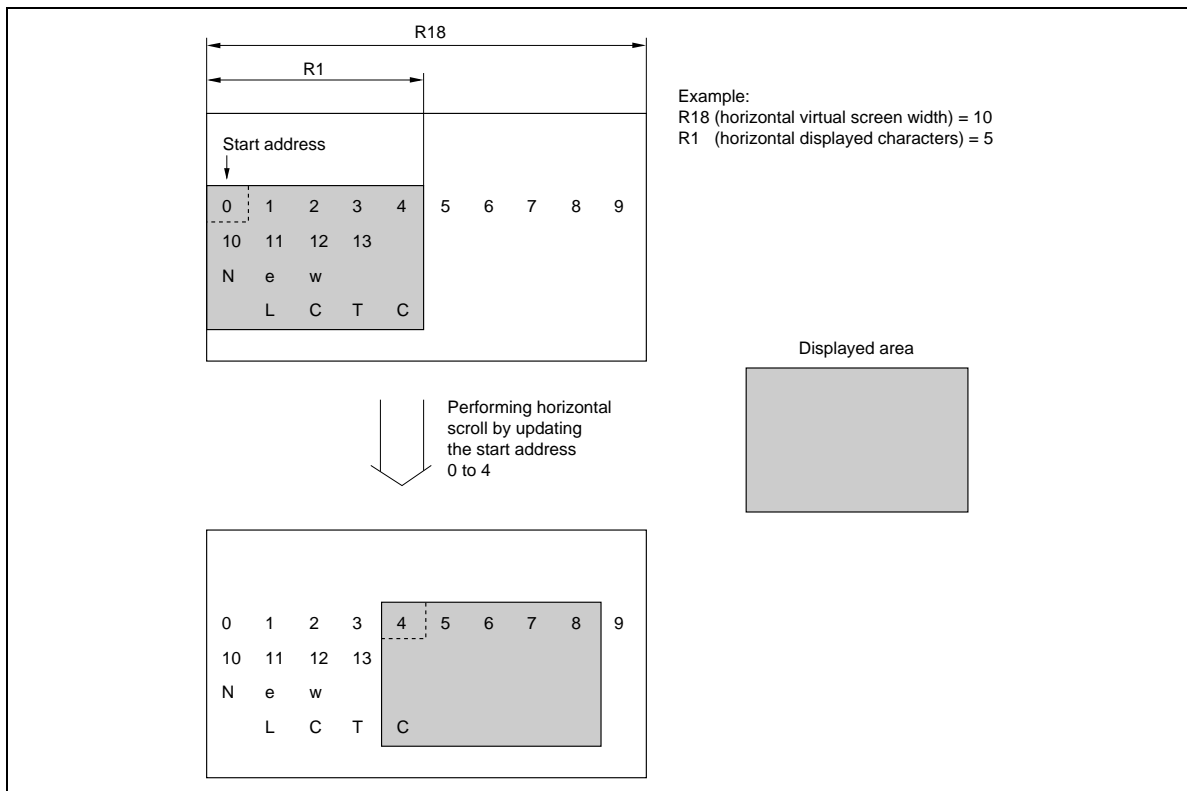 R18
R1
Example:
R18 (horizontal virtual screen width) = 10
R1 (horizontal displayed characters) = 5
Start address
0 1 2 3 4 5 6 7 8 9
10 11 12 13
N e w
L C T C
Displayed area
Performing horizontal
scroll by updating
the start address
0 to 4
0 1 2 3 4 5 6 7 8 9
10 11 12 13
N e w
L C T C